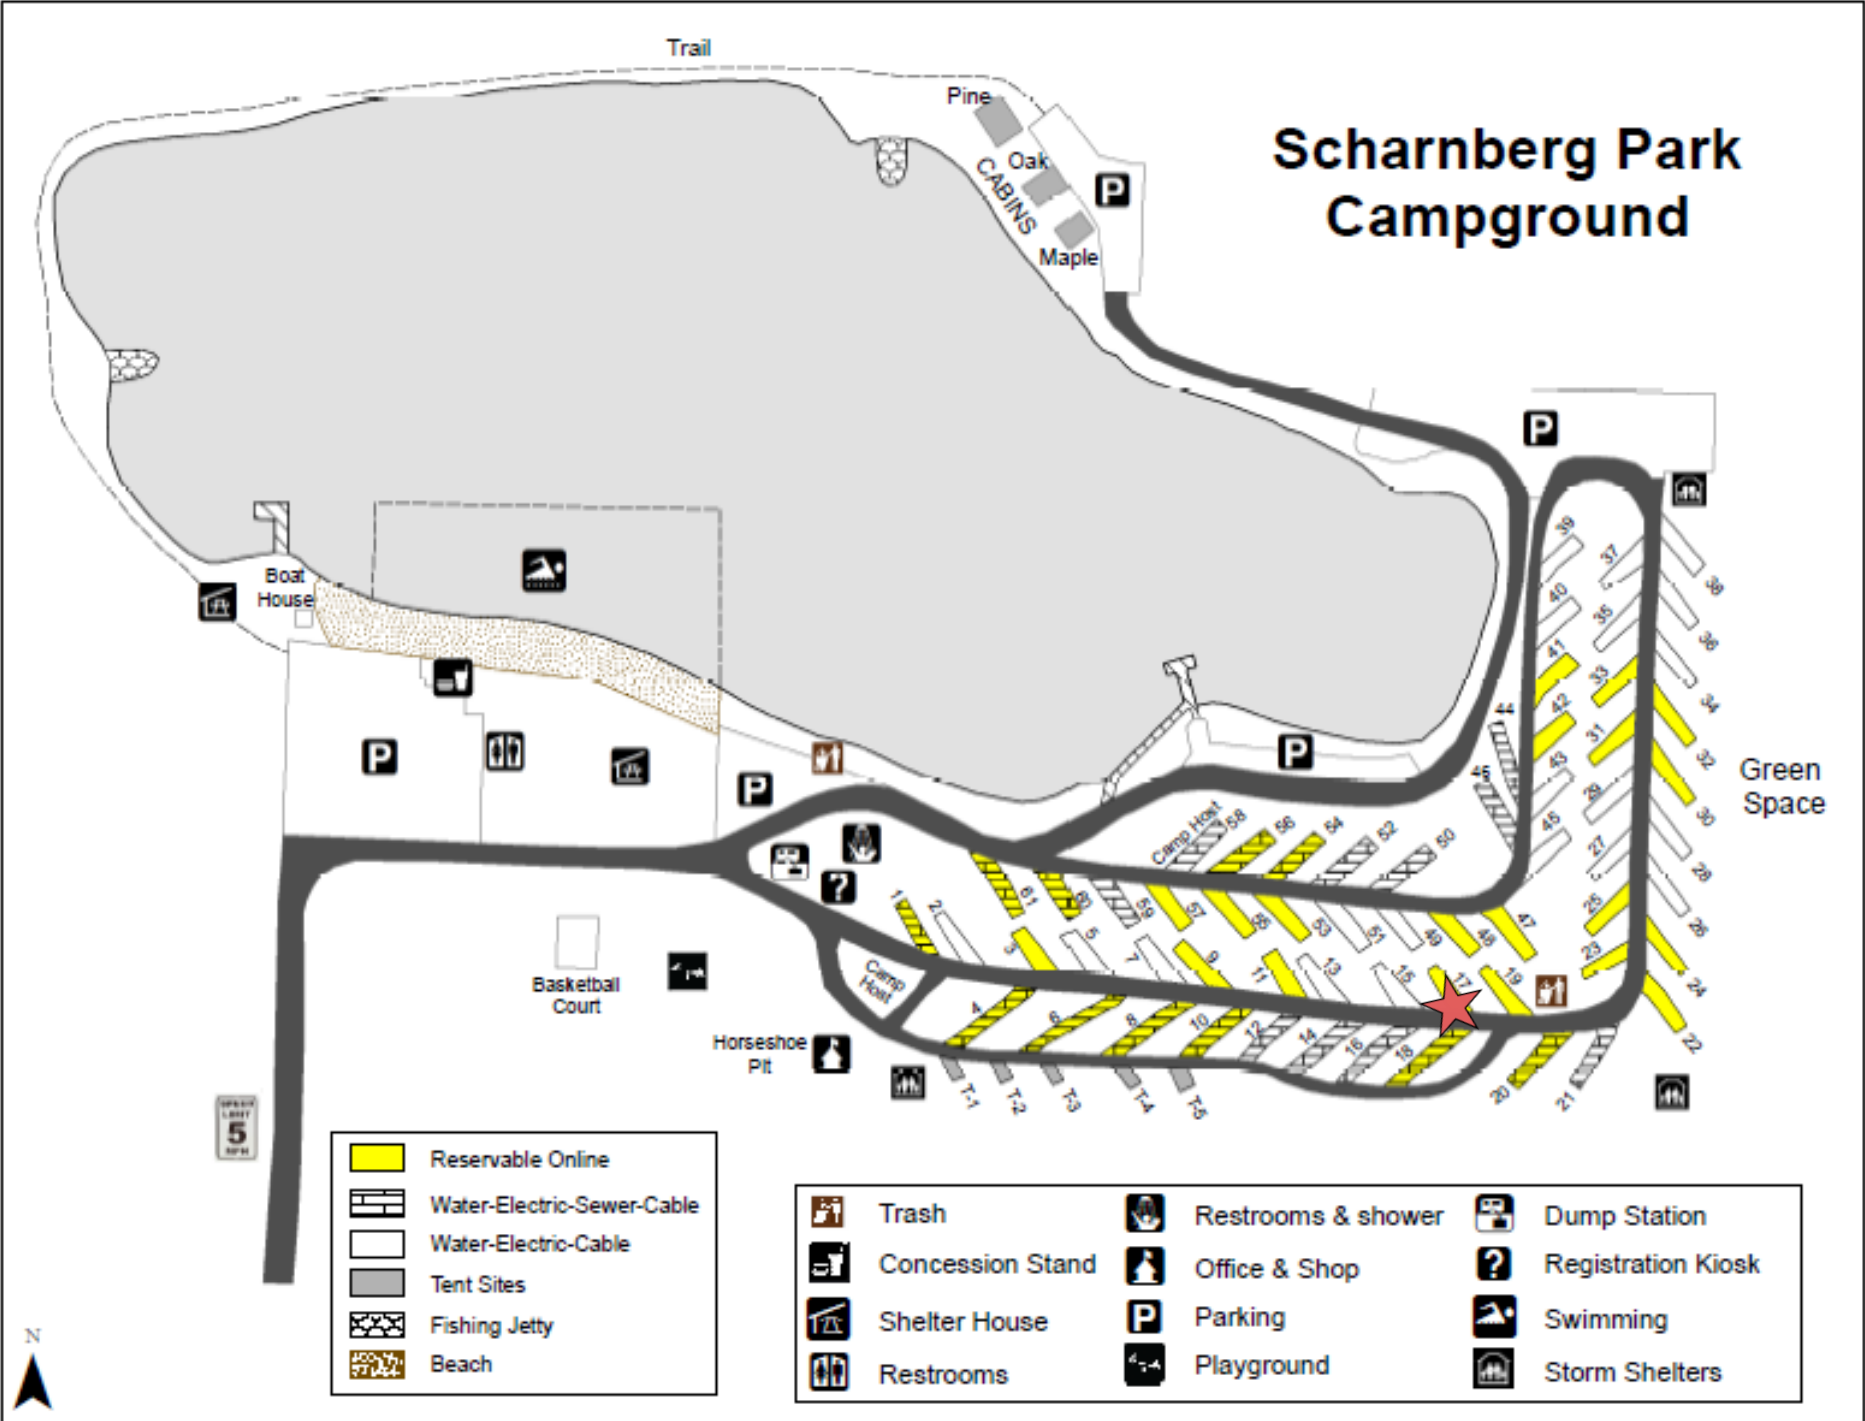 Trail
Pine
Oak
CABINS
Maple
P
Scharnberg Park
Campground
P
Boat
House
P
P
P
Green
Space
39
37
38
40
35
36
41
33
34
42
31
32
44
43
29
30
46
45
27
28
Camp Host
58
56
54
52
50
25
26
23
24
22
1
2
61
60
59
57
55
53
51
49
48
47
3
5
7
9
11
13
15
17
19
?
Camp
Host
4
6
8
10
12
14
16
18
20
21
Basketball
Court
Horseshoe
Pit
T-1
T-2
T-3
T-4
T-5
SPEED
LIMIT
5
MPH
Reservable Online
Water-Electric-Sewer-Cable
Water-Electric-Cable
Tent Sites
Fishing Jetty
Beach
Trash
Concession Stand
Shelter House
Restrooms
Restrooms & shower
Office & Shop
P Parking
Playground
Dump Station
? Registration Kiosk
Swimming
Storm Shelters
N